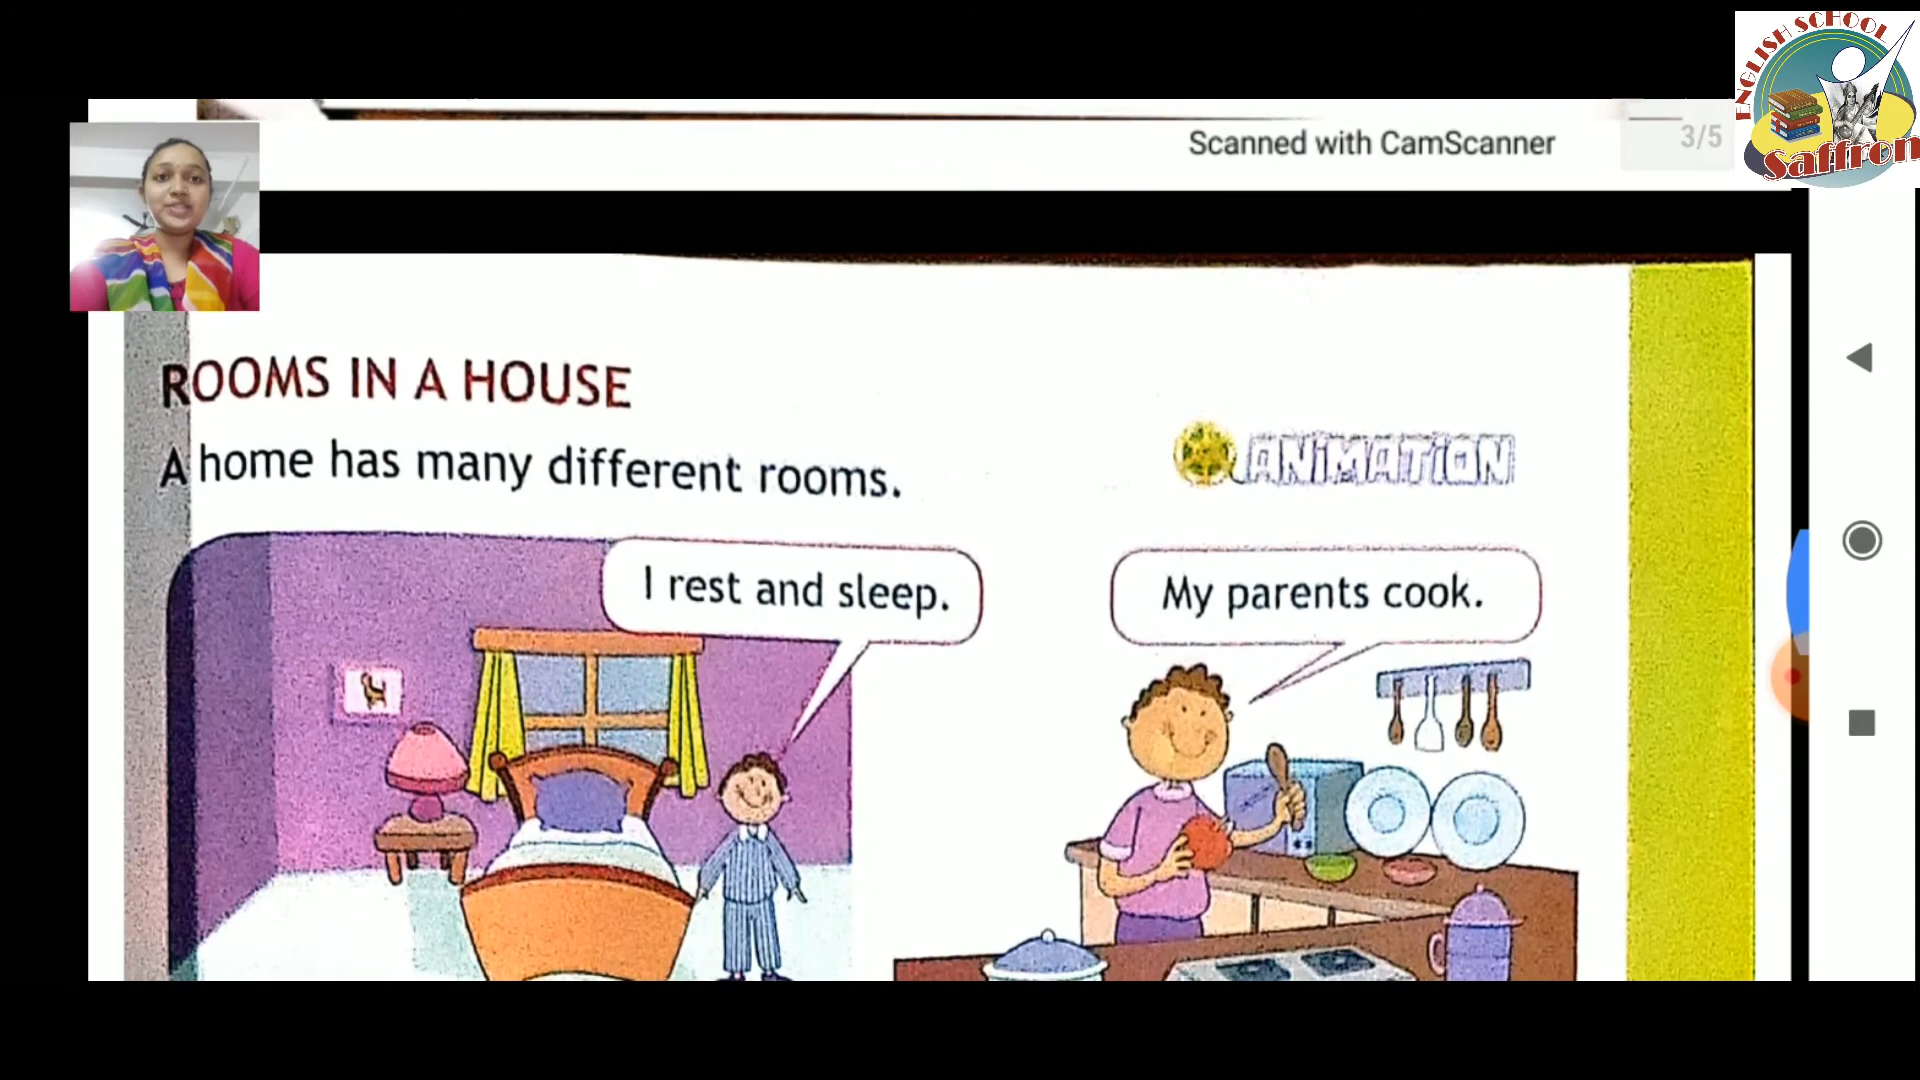 ENGLISH SCHOOL
Saffron
Scanned with CamScanner
3/5
ROOMS IN A HOUSE
A home has many different rooms.
ANIMATION
I rest and sleep.
My parents cook.